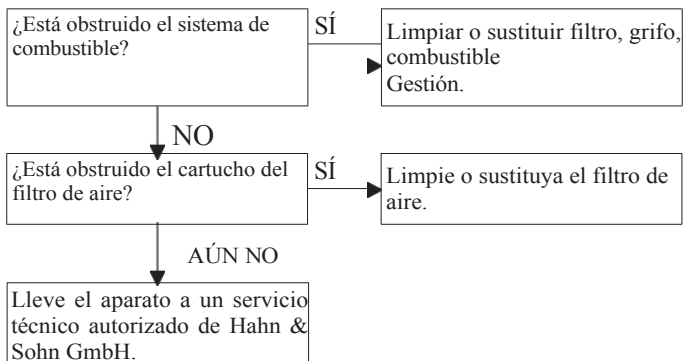 ¿Está obstruido el sistema de
combustible?
SÍ
Limpiar o sustituir filtro, grifo,
combustible
Gestión.
NO
¿Está obstruido el cartucho del
filtro de aire?
SÍ
Limpie o sustituya el filtro de
aire.
AÚN NO
Lleve el aparato a un servicio
técnico autorizado de Hahn &
Sohn GmbH.